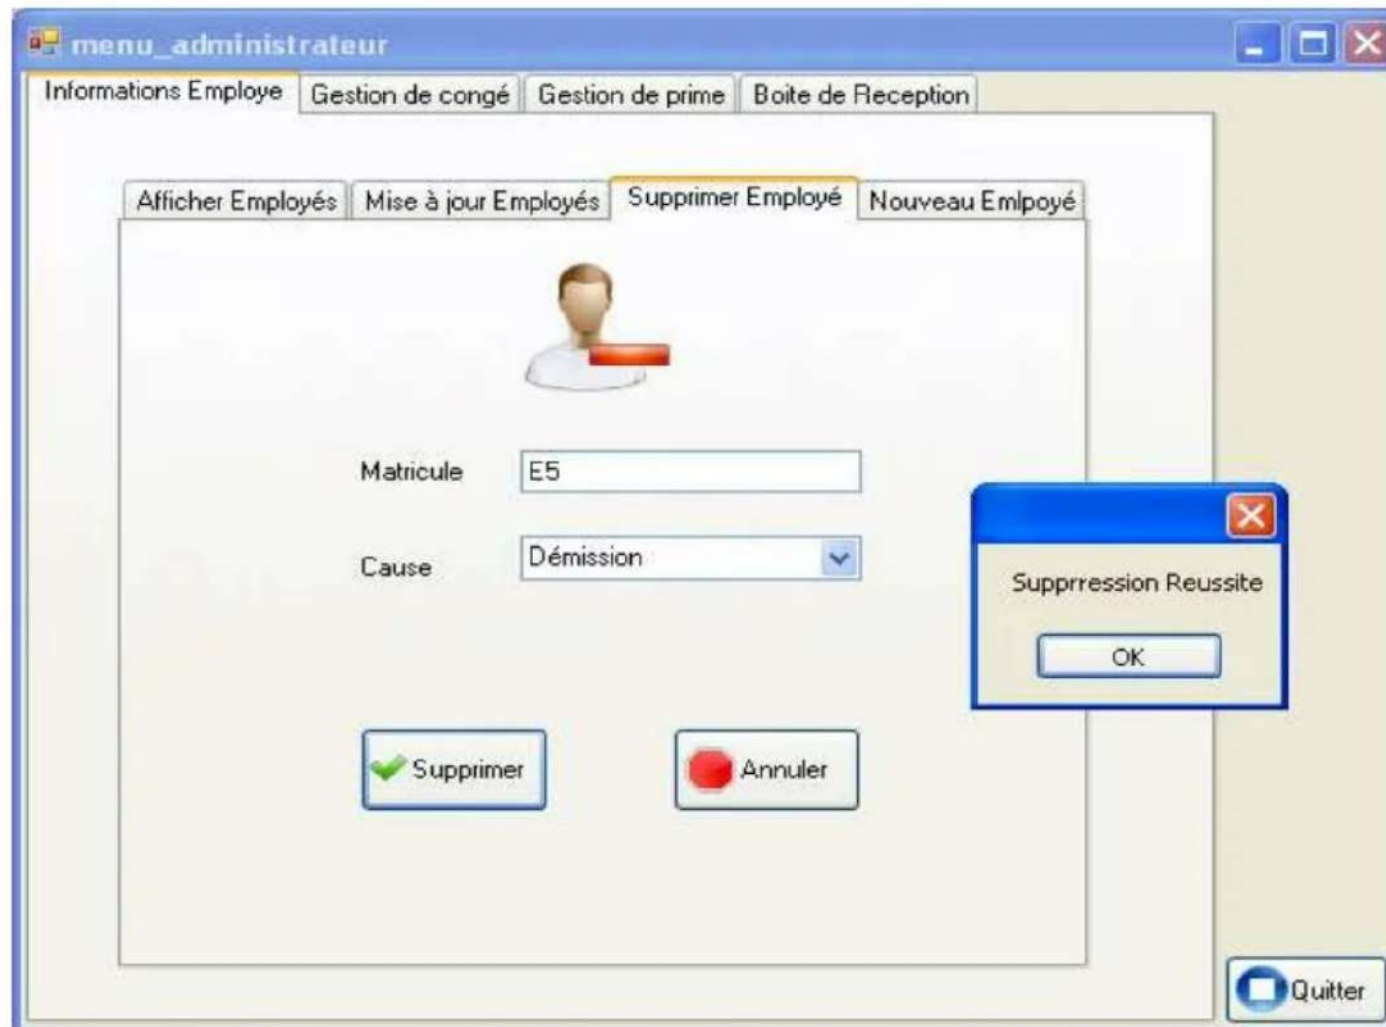 menu_administrateur
Informations Employe Gestion de congé Gestion de prime Boite de Reception
Afficher Employés Mise à jour Employés Supprimer Employé Nouveau Emlpoyé
Matricule E5
Cause Démission
Supprression Reussite
OK
Supprimer Annuler
Quitter